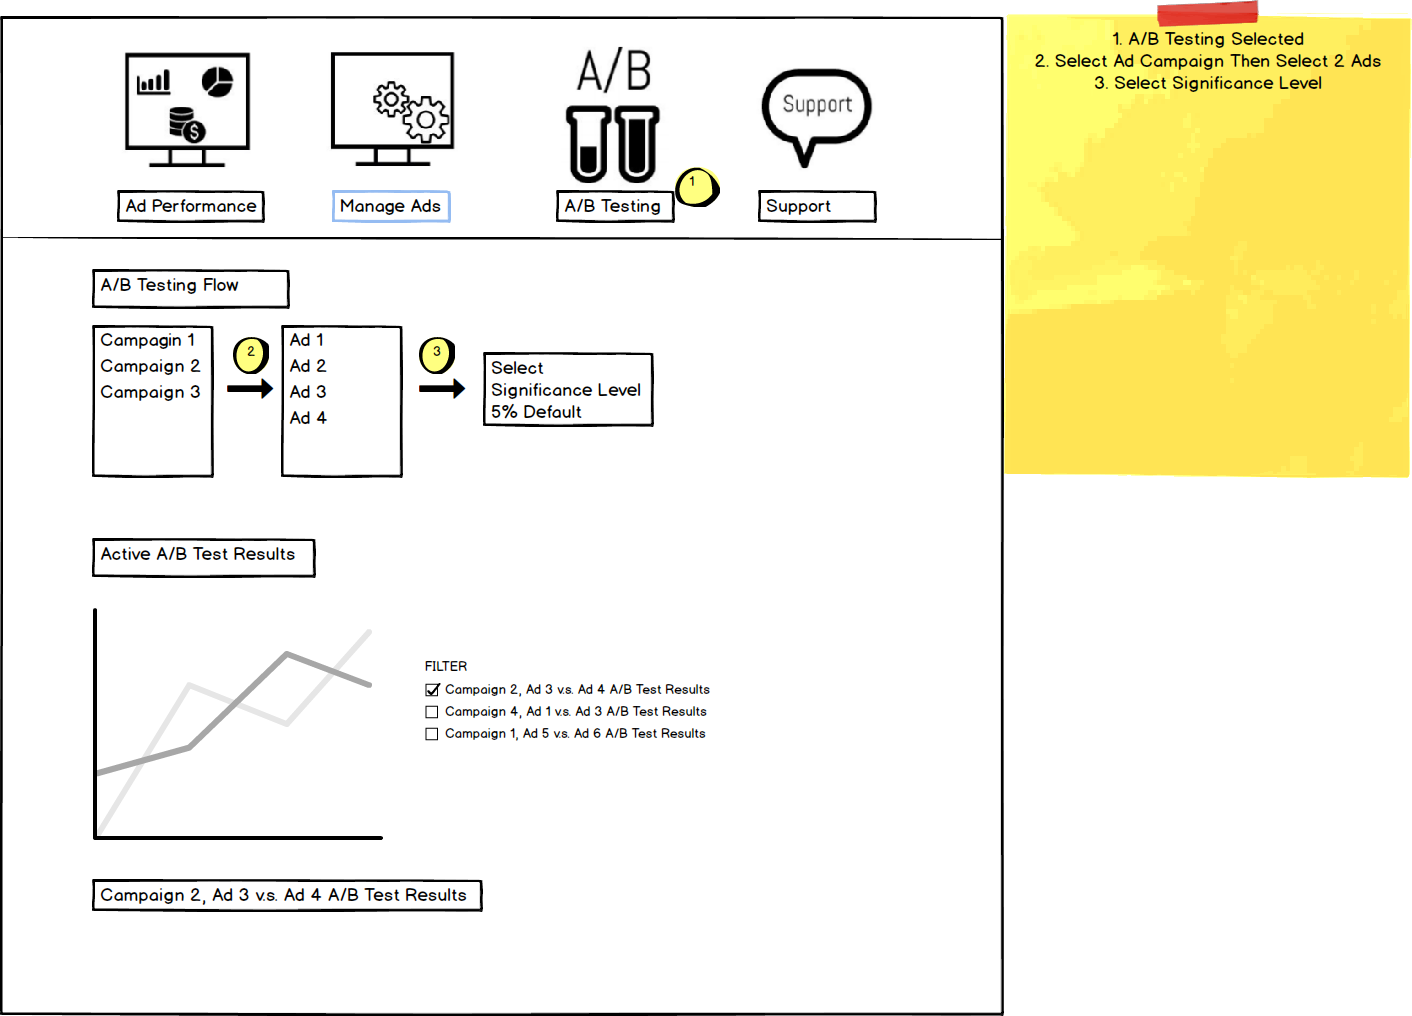 1. A/B Testing Selected
2. Select Ad Campaign Then Select 2 Ads
3. Select Significance Level
A/B
Support
$
Ad Performance
Manage Ads
A/B Testing
1
Support
A/B Testing Flow
Campagin 1
Campaign 2
Campaign 3
2
Ad 1
Ad 2
Ad 3
Ad 4
3
Select
Significance Level
5% Default
Active A/B Test Results
FILTER
Campaign 2, Ad 3 v.s. Ad 4 A/B Test Results
Campaign 4, Ad 1 v.s. Ad 3 A/B Test Results
Campaign 1, Ad 5 v.s. Ad 6 A/B Test Results
Campaign 2, Ad 3 v.s. Ad 4 A/B Test Results